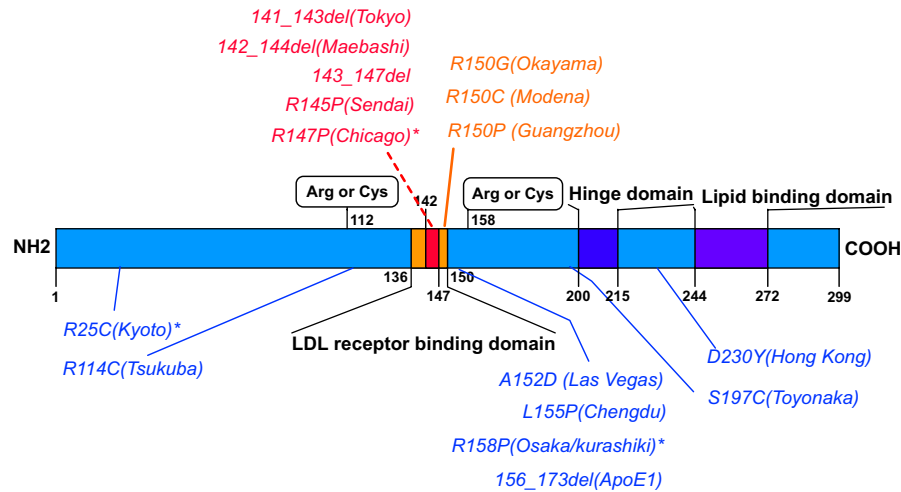 141_143del(Tokyo)
142_144del(Maebashi)
143_147del
R145P(Sendai)
R147P(Chicago)*
R150G(Okayama)
R150C (Modena)
R150P (Guangzhou)
Arg or Cys
142
Arg or Cys
Hinge domain
Lipid binding domain
112
158
NH2
COOH
136
150
1
147
200
215
244
272
299
R25C(Kyoto)*
R114C(Tsukuba)
LDL receptor binding domain
A152D (Las Vegas)
L155P(Chengdu)
R158P(Osaka/kurashiki)*
156_173del(ApoE1)
D230Y(Hong Kong)
S197C(Toyonaka)